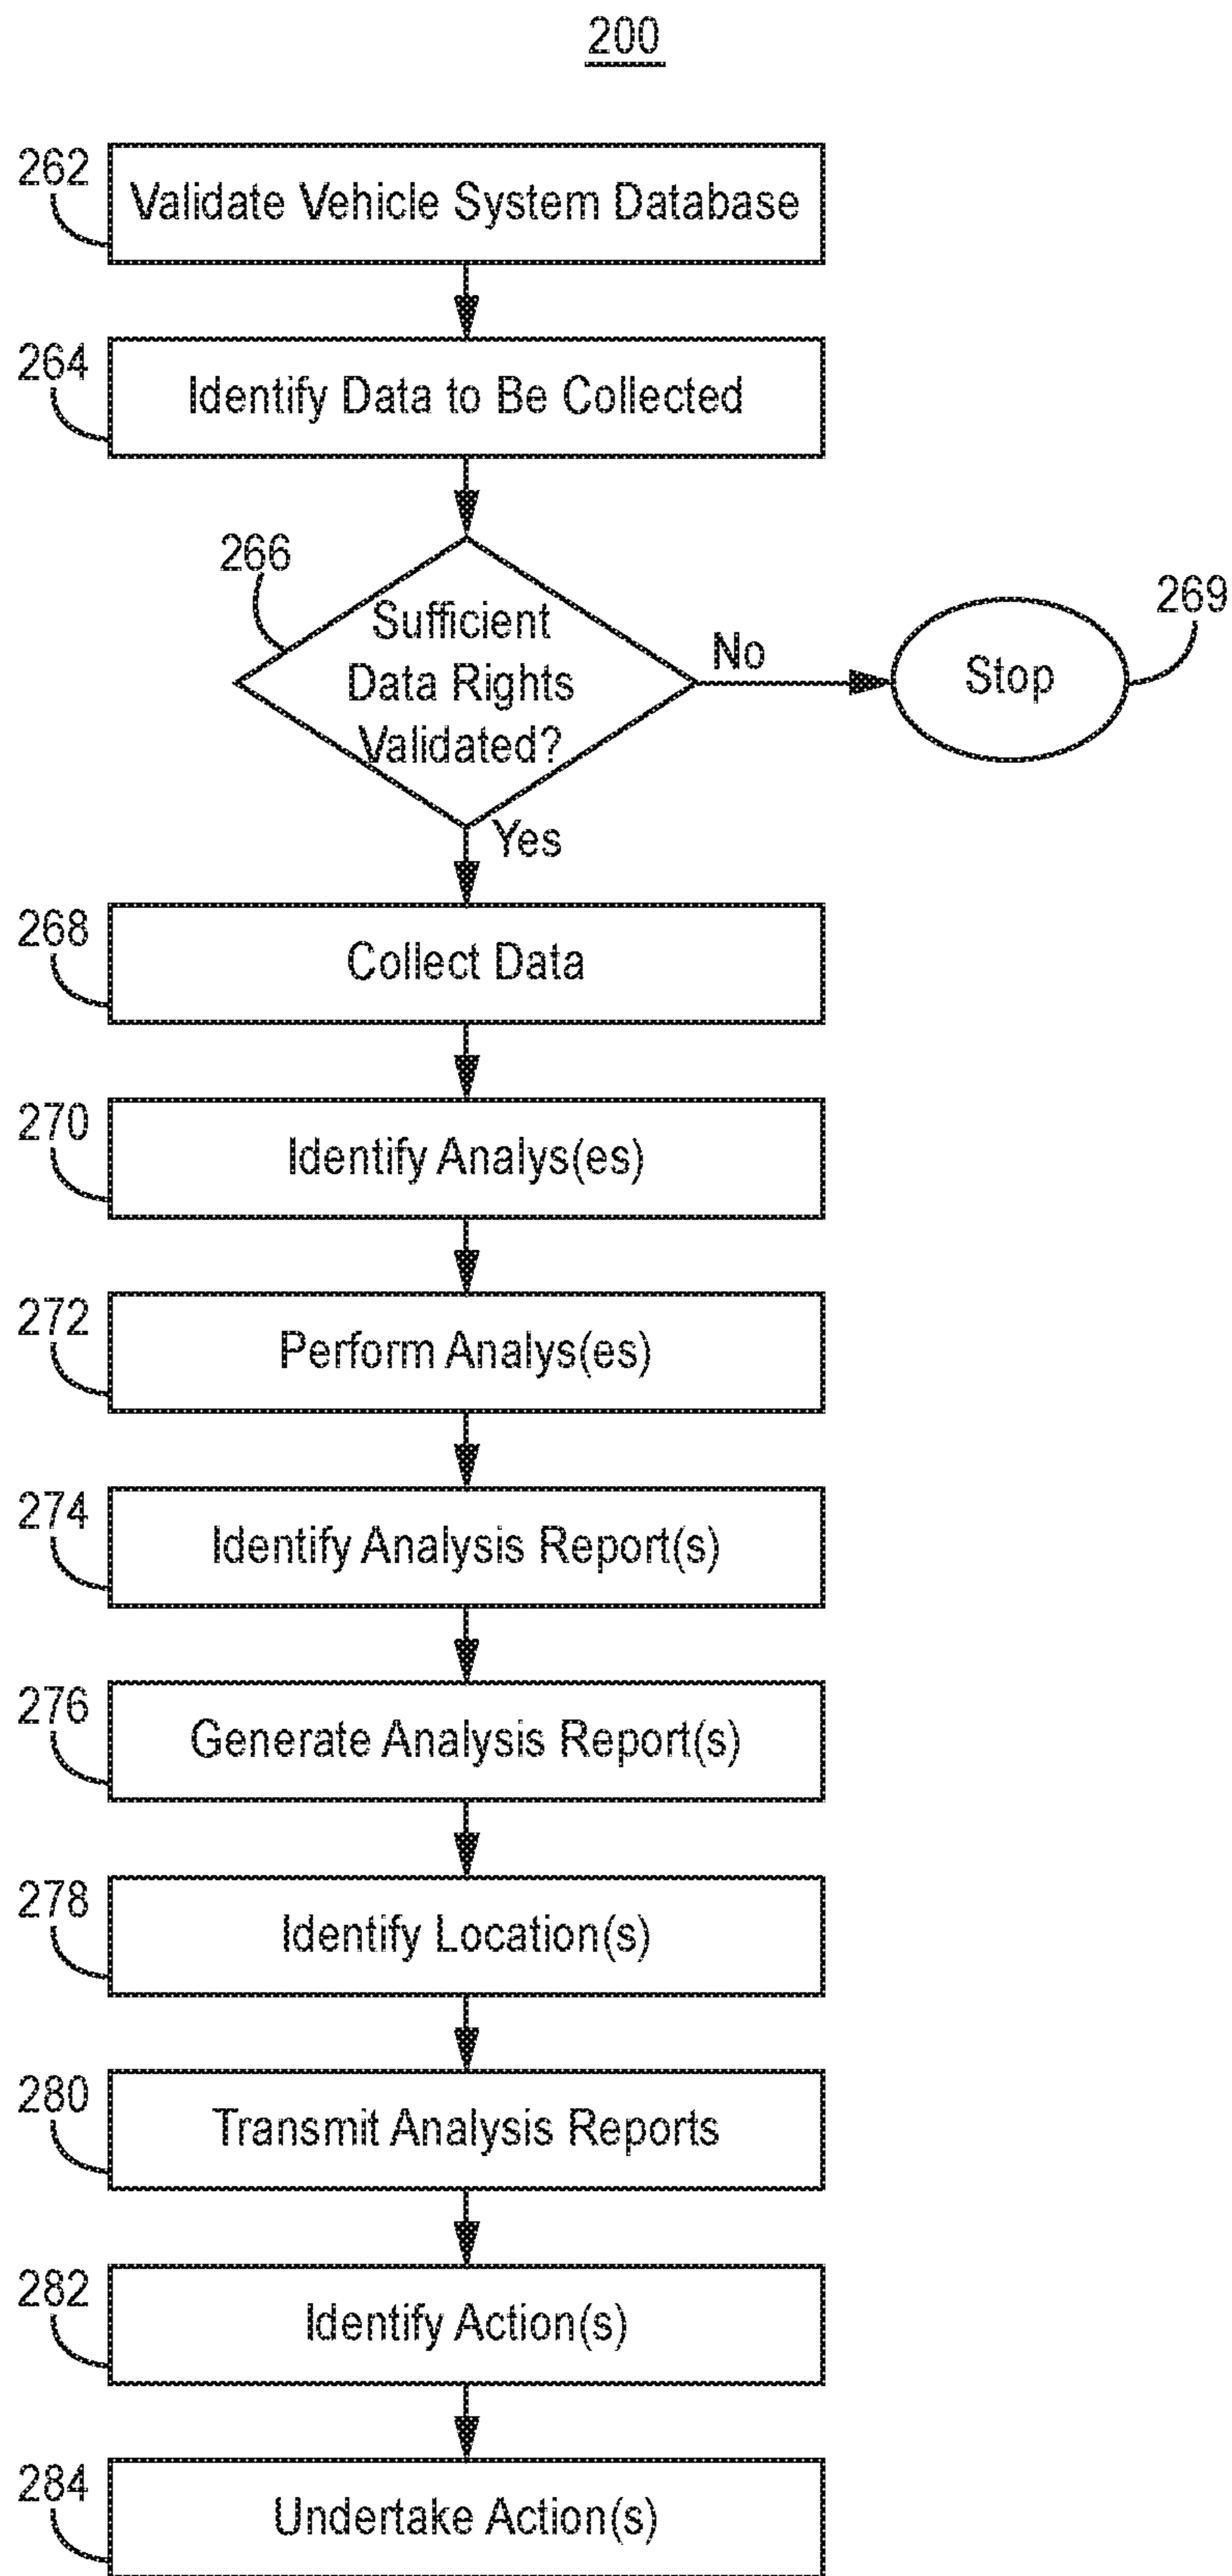 200
262
Validate Vehicle System Database
264
Identify Data to Be Collected
266
Sufficient
Data Rights
Validated?
No
Stop
269
Yes
268
Collect Data
270
Identify Analys(es)
272
Perform Analys(es)
274
Identify Analysis Report(s)
276
Generate Analysis Report(s)
278
Identify Location(s)
280
Transmit Analysis Reports
282
Identify Action(s)
284
Undertake Action(s)